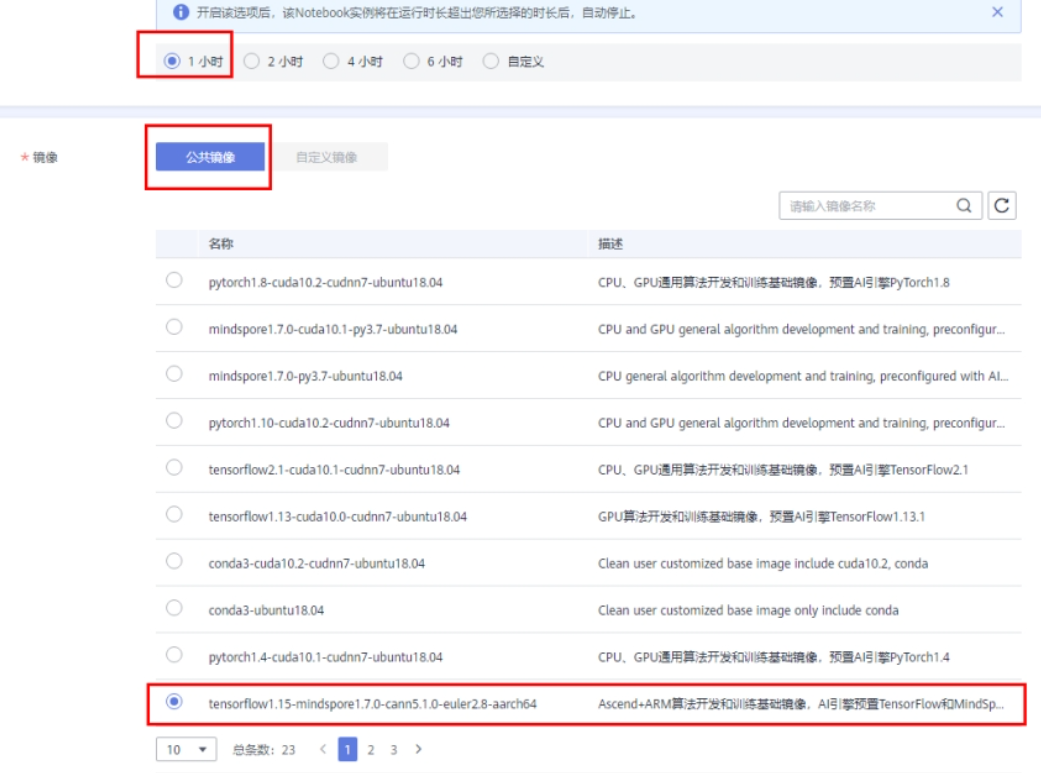 开启该选项后，该Notebook实例将在运行时长超出您所选择的时长后，自动停止。
1 小时 2 小时 4 小时 6 小时 自定义
* 镜像 公共镜像 自定义镜像
请输入镜像名称
名称 描述
pytorch1.8-cuda10.2-cudnn7-ubuntu18.04 CPU、GPU通用算法开发和训练基础镜像，预置AI引擎PyTorch1.8
mindspore1.7.0-cuda10.1-py3.7-ubuntu18.04 CPU and GPU general algorithm development and training, preconfigur...
mindspore1.7.0-py3.7-ubuntu18.04 CPU general algorithm development and training, preconfigured with AI...
pytorch1.10-cuda10.2-cudnn7-ubuntu18.04 CPU and GPU general algorithm development and training, preconfigur...
tensorflow2.1-cuda10.1-cudnn7-ubuntu18.04 CPU、GPU通用算法开发和训练基础镜像，预置AI引擎TensorFlow2.1
tensorflow1.13-cuda10.0-cudnn7-ubuntu18.04 GPU算法开发和训练基础镜像，预置AI引擎TensorFlow1.13.1
conda3-cuda10.2-cudnn7-ubuntu18.04 Clean user customized base image include cuda10.2, conda
conda3-ubuntu18.04 Clean user customized base image only include conda
pytorch1.4-cuda10.1-cudnn7-ubuntu18.04 CPU、GPU通用算法开发和训练基础镜像，预置AI引擎PyTorch1.4
tensorflow1.15-mindspore1.7.0-cann5.1.0-euler2.8-aarch64 Ascend+ARM算法开发和训练基础镜像，AI引擎预置TensorFlow和MindSp...
10 总条数：23 < 1 2 3 >